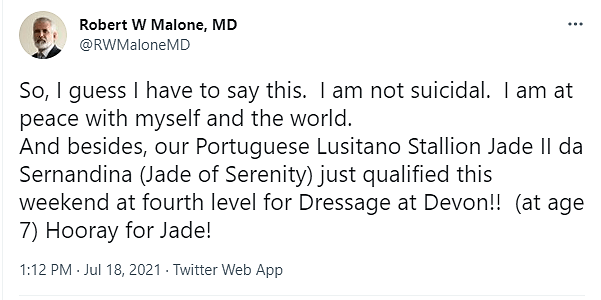 Robert W Malone, MD
@RWMaloneMD
So, I guess I have to say this.  I am not suicidal.  I am at
peace with myself and the world.
And besides, our Portuguese Lusitano Stallion Jade II da
Sernandina (Jade of Serenity) just qualified this
weekend at fourth level for Dressage at Devon!!  (at age
7) Hooray for Jade!
1:12 PM · Jul 18, 2021 · Twitter Web App